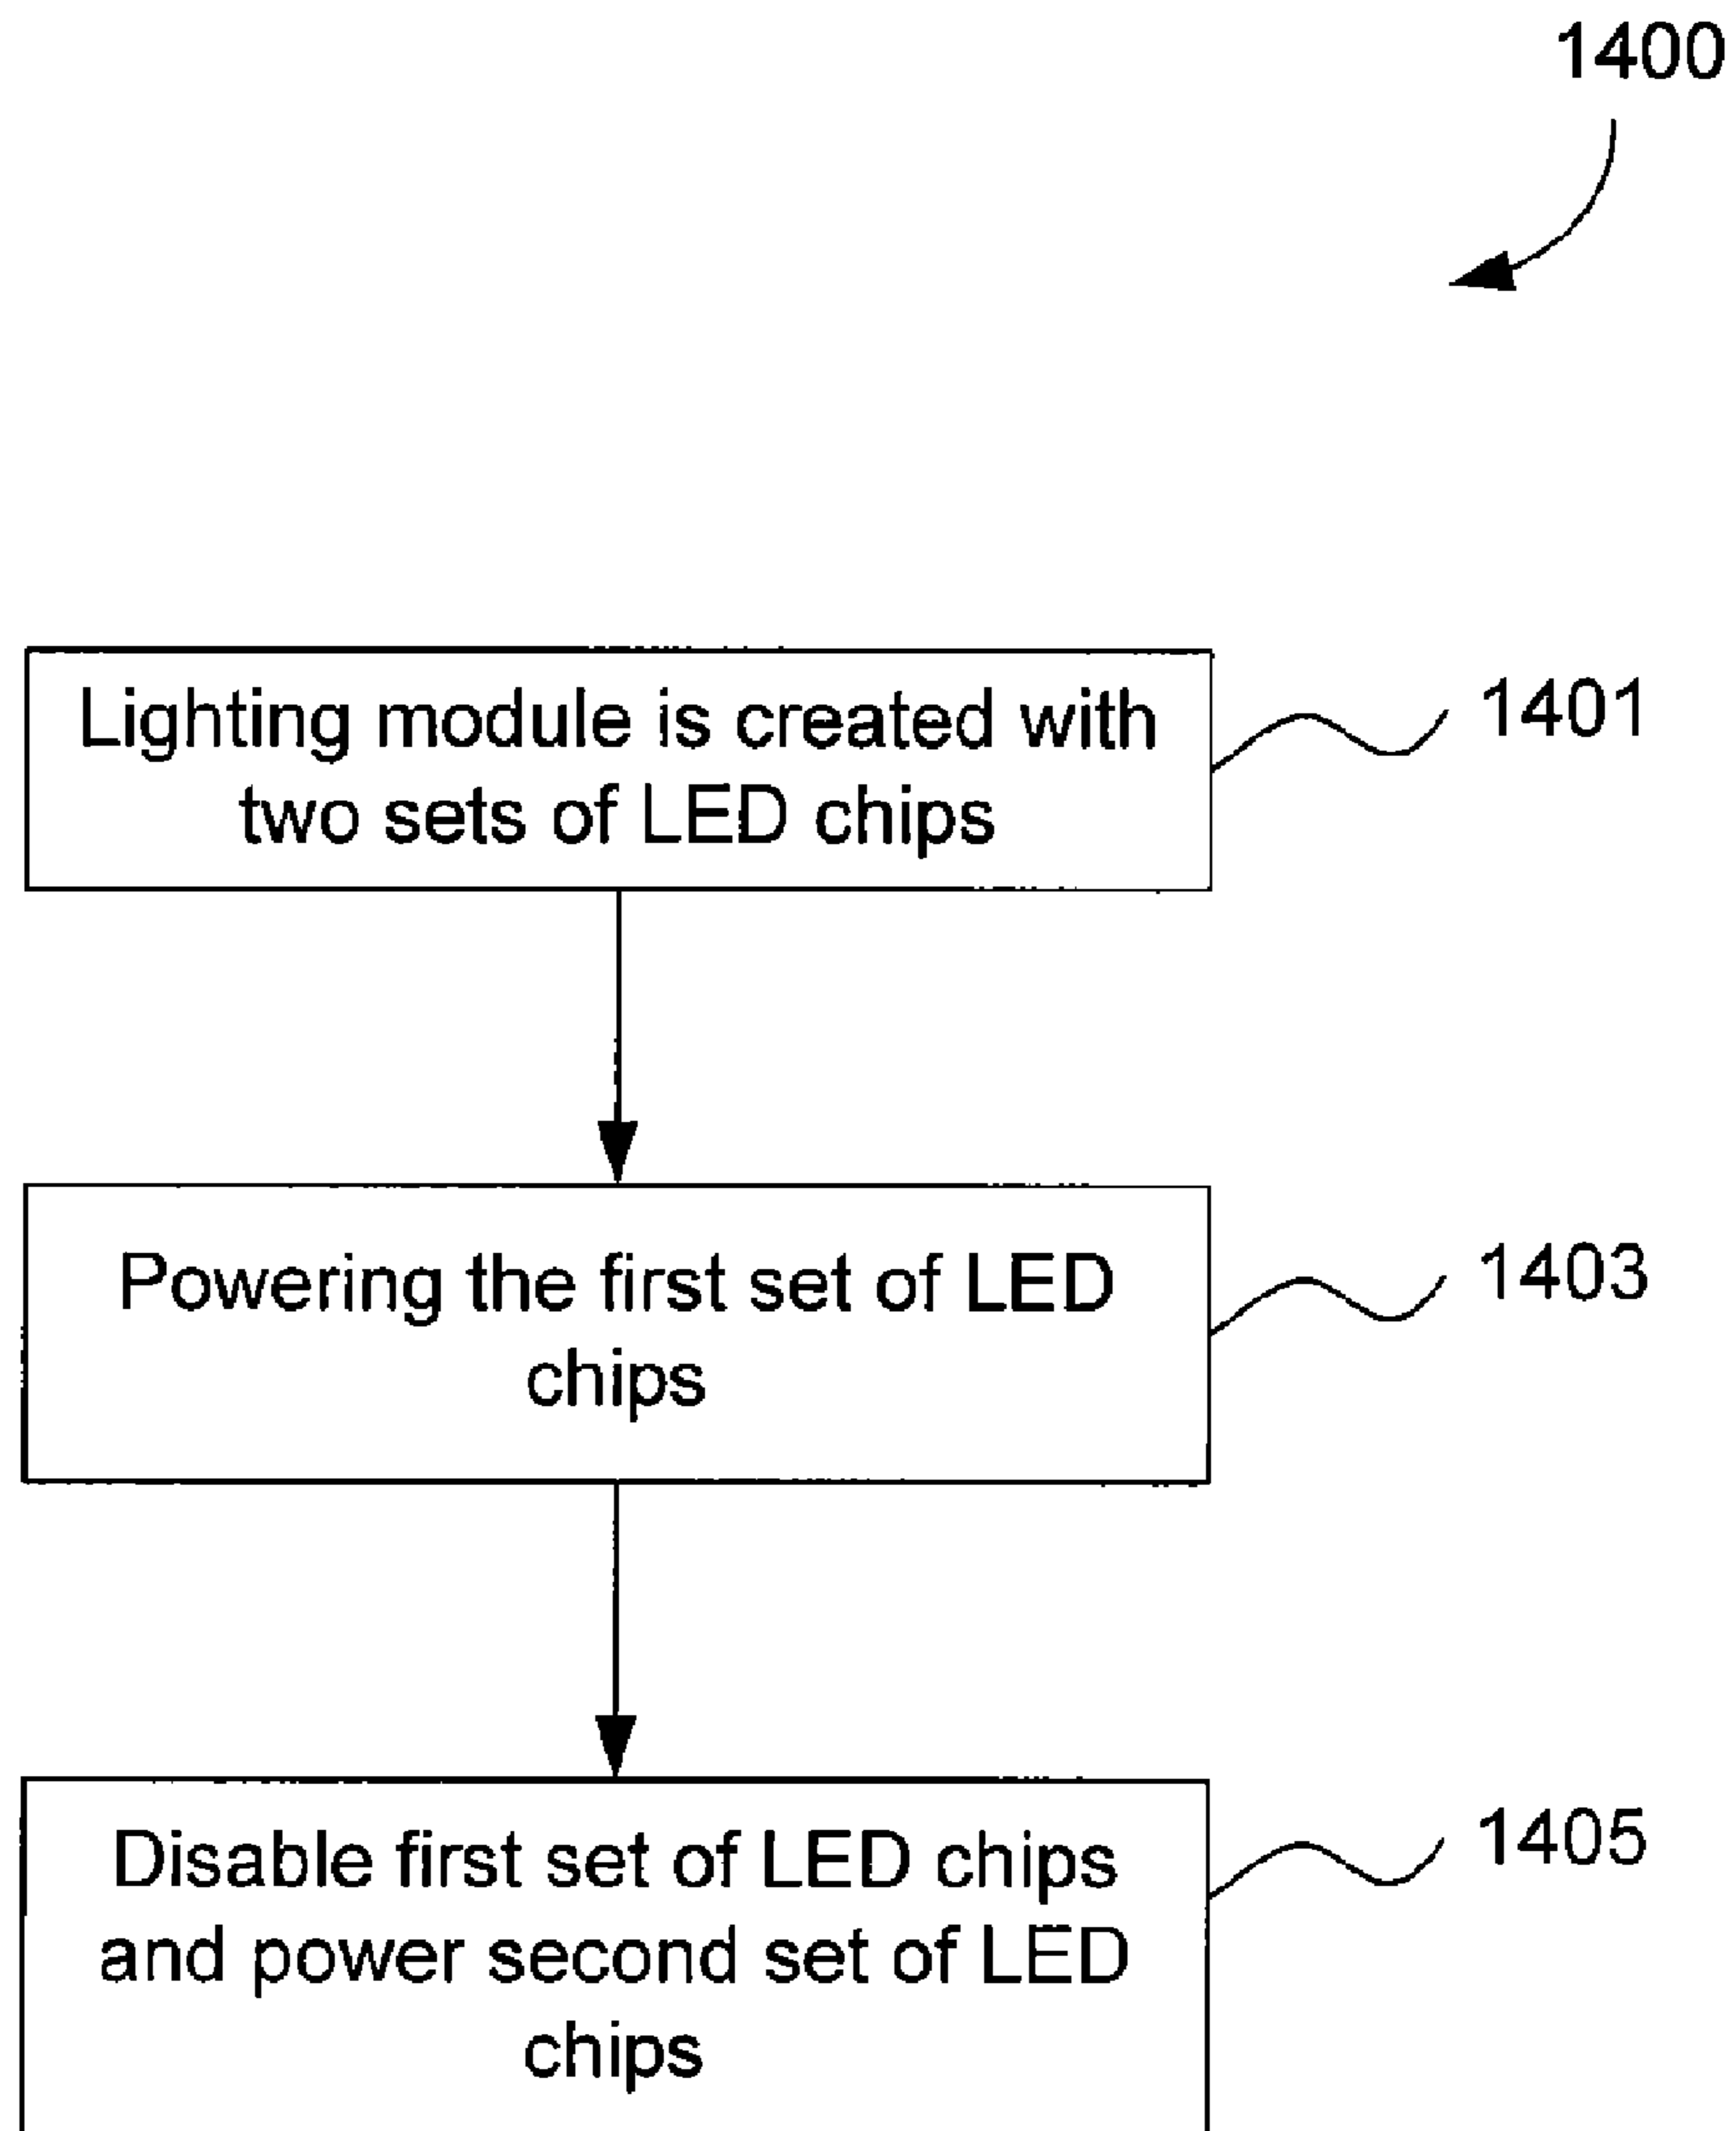 1400
Lighting module is created with
two sets of LED chips
1401
Powering the first set of LED
chips
1403
Disable first set of LED chips
and power second set of LED
chips
1405